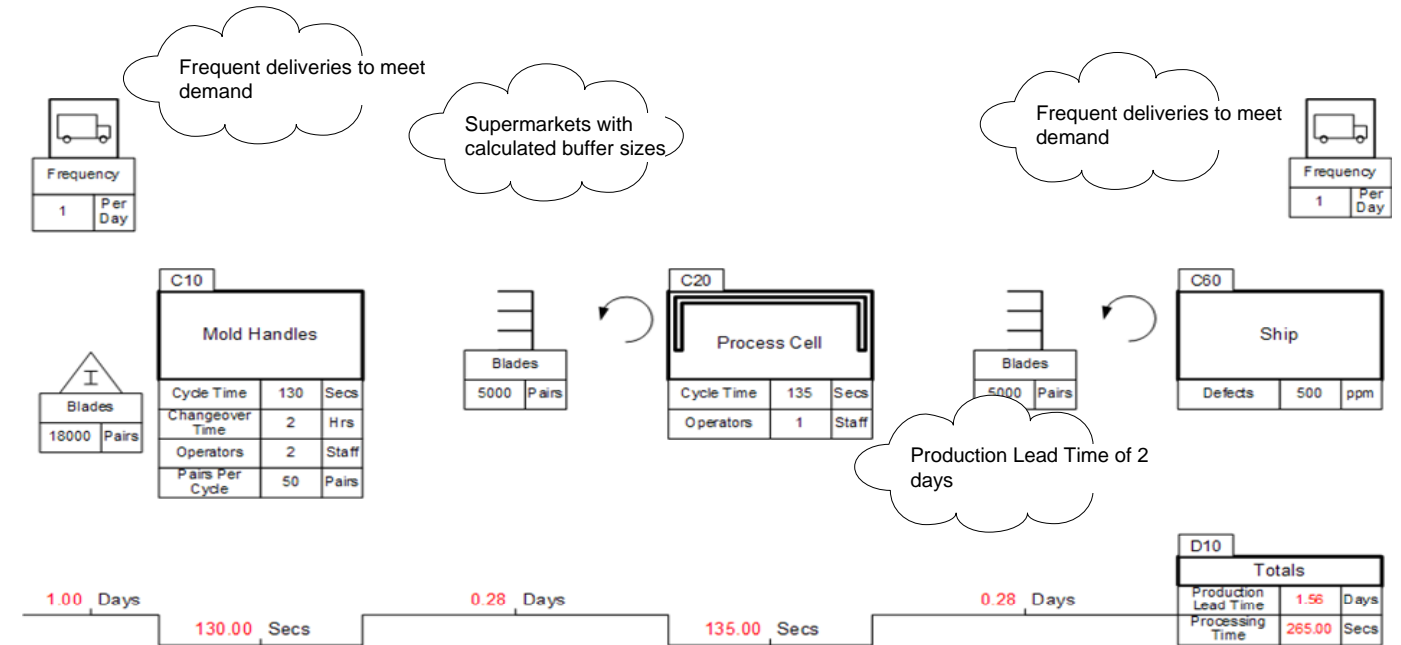 Frequent deliveries to meet
demand
Supermarkets with
calculated buffer sizes
Frequent deliveries to meet
demand
Frequency
1 Per
Day
Frequency
1 Per
Day
C10
Mold Handles
Cycle Time 130 Secs
Changeover
Time 2 Hrs
Operators 2 Staff
Pairs Per
Cycle 50 Pairs
I
Blades
18000 Pairs
Blades
5000 Pairs
C20
Process Cell
Cycle Time 135 Secs
Operators 1 Staff
Blades
5000 Pairs
C60
Ship
Defects 500 ppm
Production Lead Time of 2
days
1.00 Days
130.00 Secs
0.28 Days
135.00 Secs
0.28 Days
D10
Totals
Production
Lead Time 1.56 Days
Processing
Time 265.00 Secs